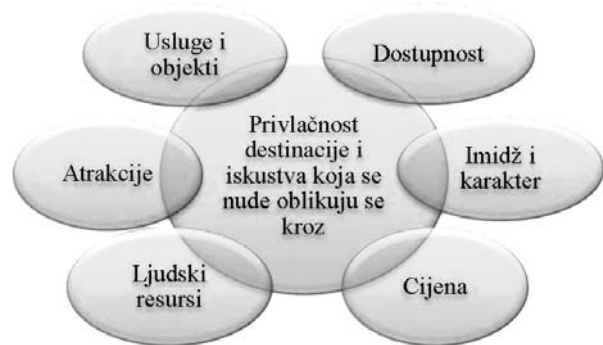 Usluge i
objekti
Dostupnost
Privlačnost
destinacije i
iskustva koja se
nude oblikuju se
kroz
Atrakcije
Imidž i
karakter
Ljudski
resursi
Cijena